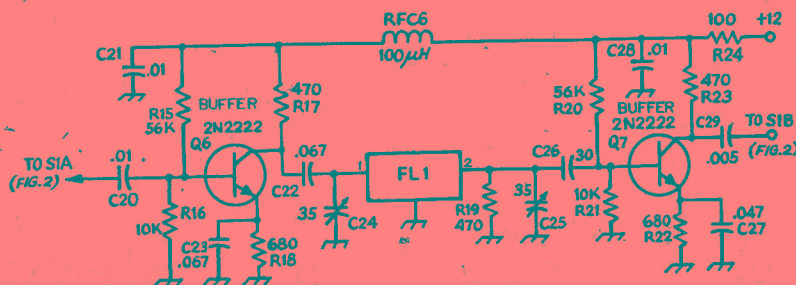 RFC6
100μH
100
R24
+12
C21
.01
C28
.01
R15
56K
BUFFER
2N2222
Q6
470
R17
56K
R20
BUFFER
2N2222
Q7
470
R23
C29
.005
TO S1B
(FIG.2)
TO S1A
(FIG.2)
.01
C20
.067
C22
1
FL1
2
C26
30
R16
10K
C23
.067
680
R18
35
C24
R19
470
35
C25
10K
R21
680
R22
.047
C27